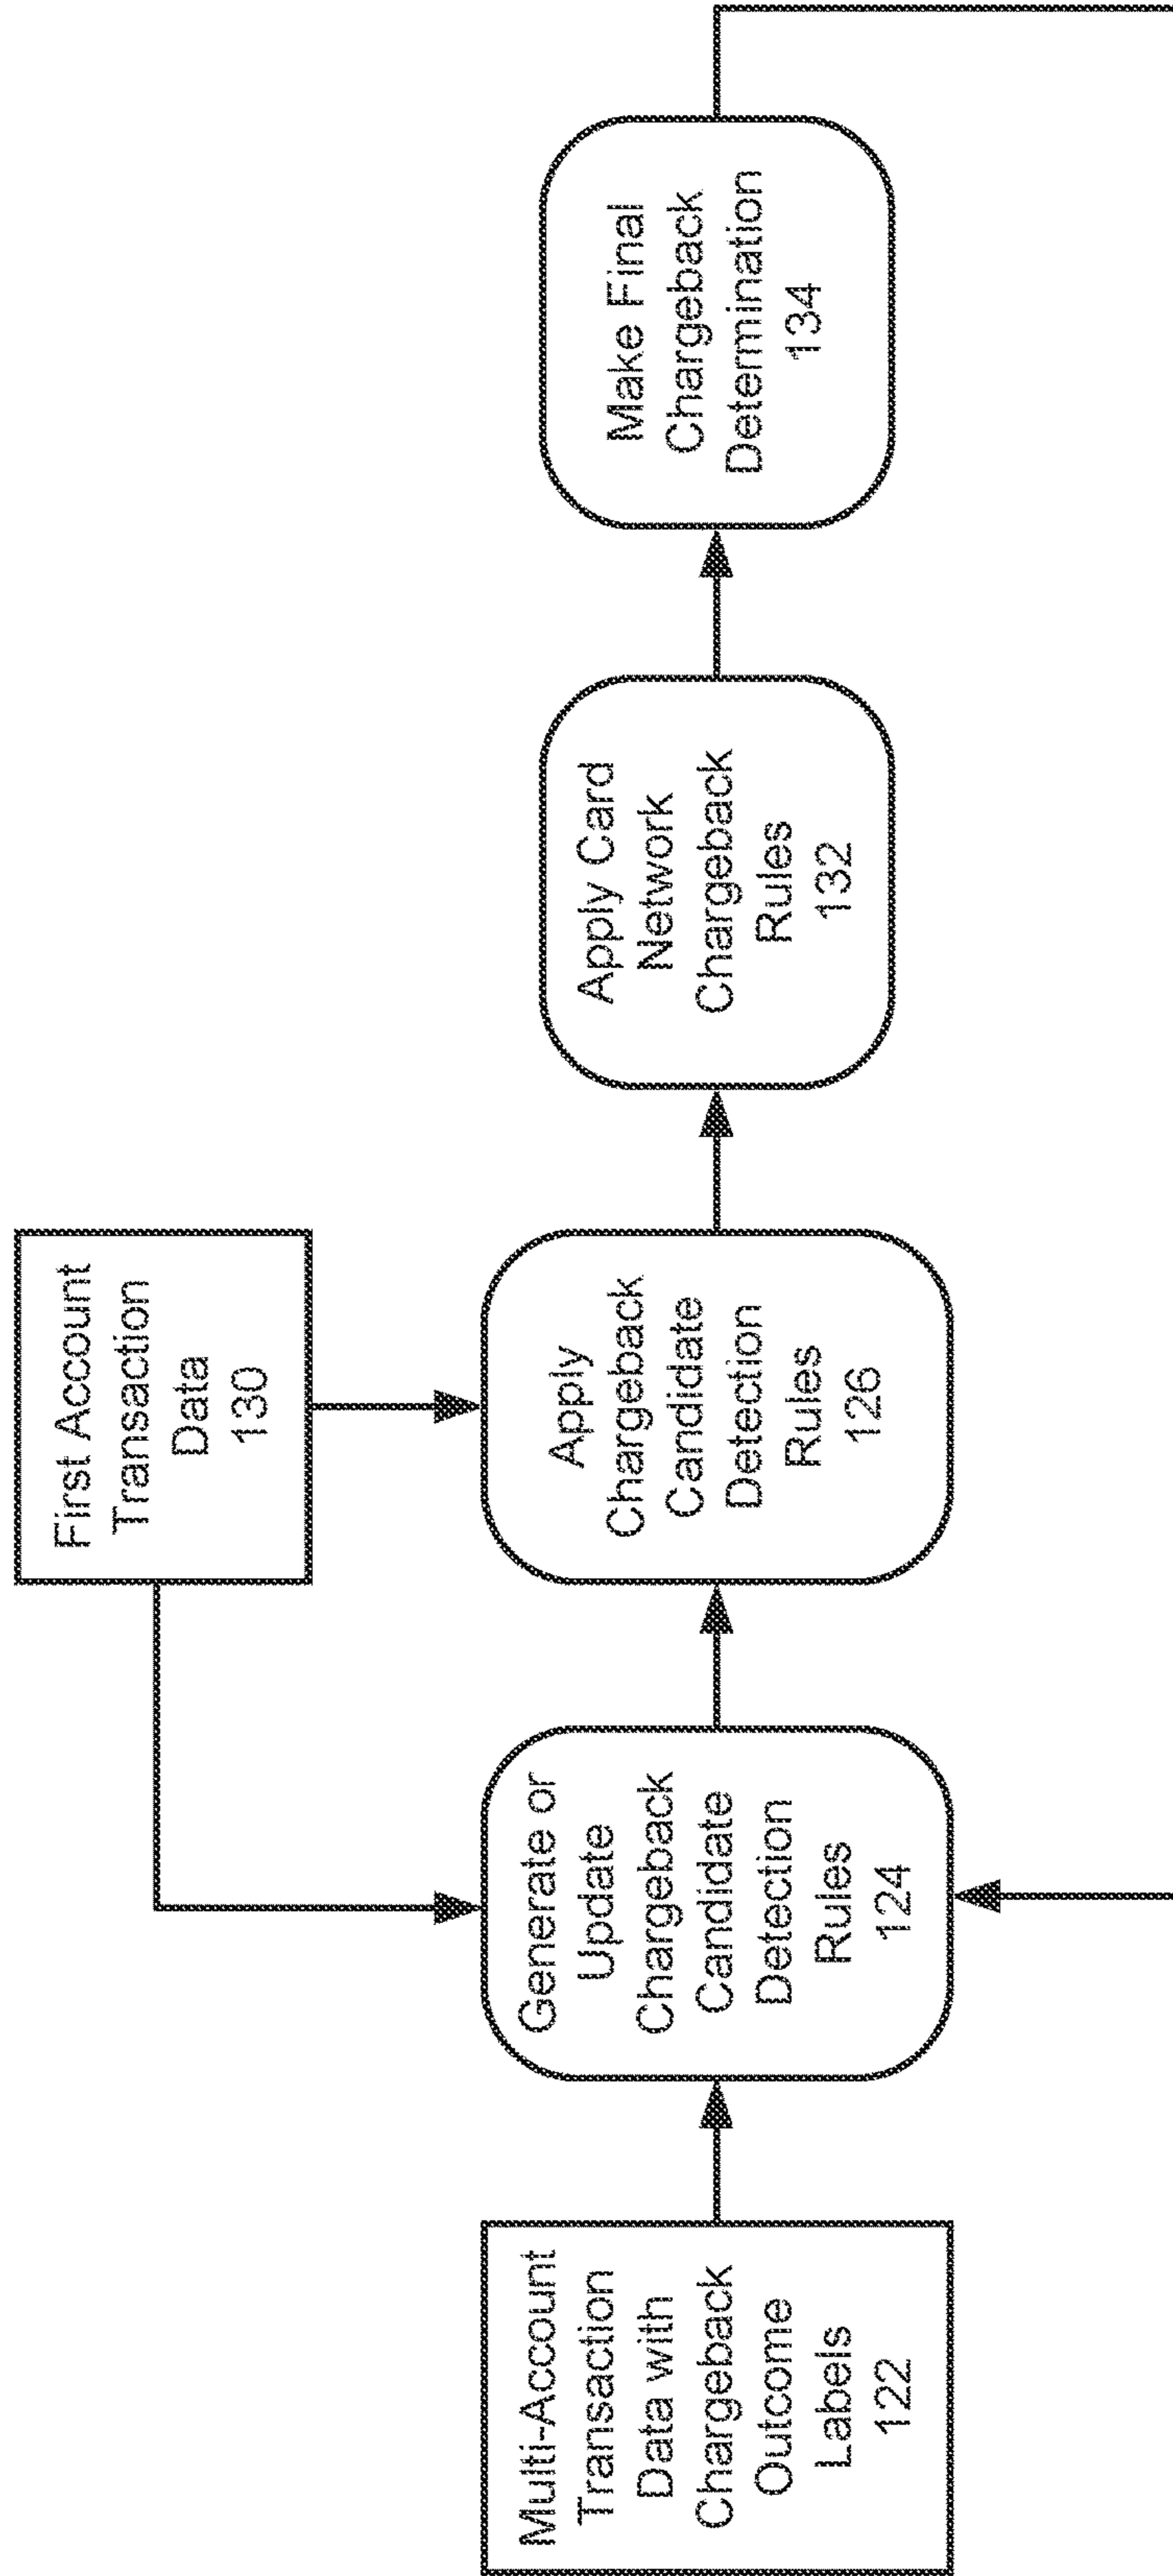 First Account
Transaction
Data
130
Multi-Account
Transaction
Data with
Chargeback
Outcome
Labels
122
Generate or
Update
Chargeback
Candidate
Detection
Rules
124
Apply
Chargeback
Candidate
Detection
Rules
126
Apply Card
Network
Chargeback
Rules
132
Make Final
Chargeback
Determination
134